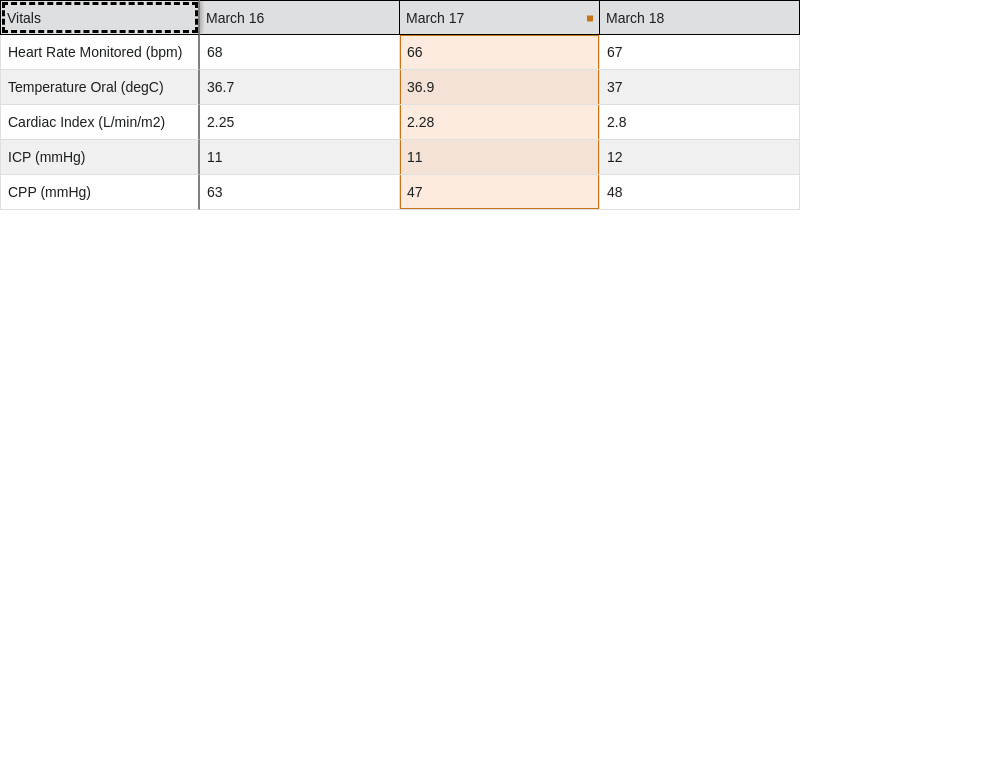 Vitals March 16 March 17 March 18
Heart Rate Monitored (bpm) 68 66 67
Temperature Oral (degC) 36.7 36.9 37
Cardiac Index (L/min/m2) 2.25 2.28 2.8
ICP (mmHg) 11 11 12
CPP (mmHg) 63 47 48